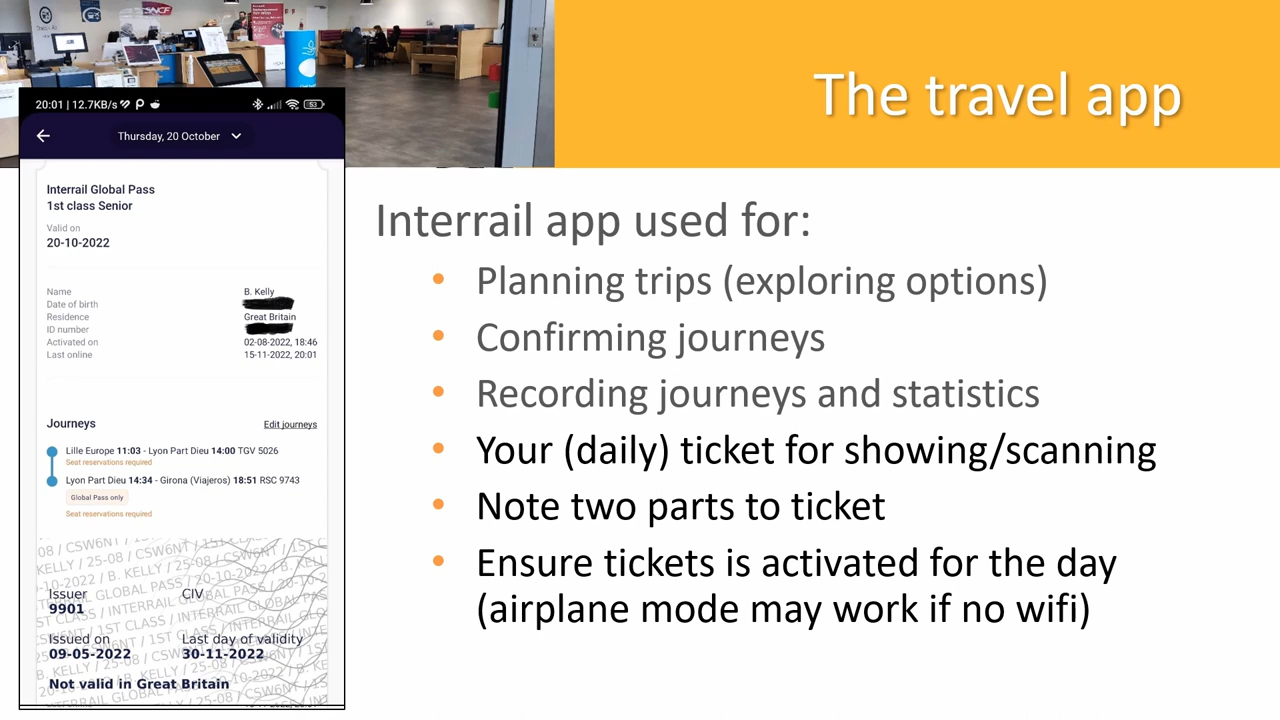 SNCF
The travel app
20:01 | 12.7KB/s
53
Thursday, 20 October
Interrail Global Pass
1st class Senior
Valid on
20-10-2022
Name B. Kelly
Date of birth
Residence Great Britain
ID number
Activated on 02-08-2022, 18:46
Last online 15-11-2022, 20:01
Journeys Edit journeys
Lille Europe 11:03 - Lyon Part Dieu 14:00 TGV 5026
Seat reservations required
Lyon Part Dieu 14:34 - Girona (Viajeros) 18:51 RSC 9743
Global Pass only
Seat reservations required
Issuer CIV
9901
Issued on Last day of validity
09-05-2022 30-11-2022
Not valid in Great Britain
Interrail app used for:
• Planning trips (exploring options)
• Confirming journeys
• Recording journeys and statistics
• Your (daily) ticket for showing/scanning
• Note two parts to ticket
• Ensure tickets is activated for the day
(airplane mode may work if no wifi)